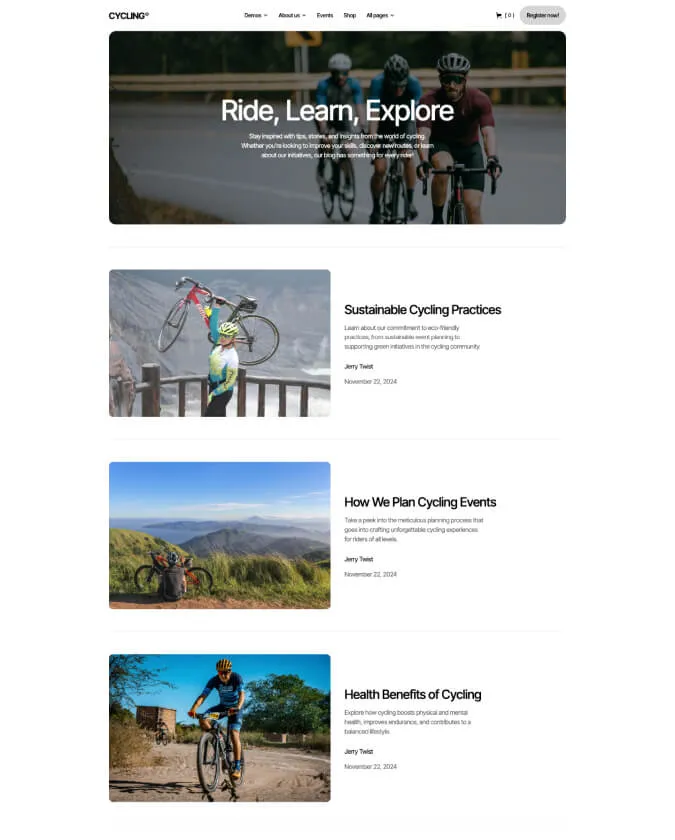 CYCLING®
Demos
About us
Events
Shop
All pages
( 0 )
Register now!
Ride, Learn, Explore
Stay inspired with tips, stories, and insights from the world of cycling.
Whether you're looking to improve your skills, discover new routes, or learn
about our initiatives, our blog has something for every rider!
Sustainable Cycling Practices
Learn about our commitment to eco-friendly
practices, from sustainable event planning to
supporting green initiatives in the cycling community.
Jerry Twist
November 22, 2024
How We Plan Cycling Events
Take a peek into the meticulous planning process that
goes into crafting unforgettable cycling experiences
for riders of all levels.
Jerry Twist
November 22, 2024
Health Benefits of Cycling
Explore how cycling boosts physical and mental
health, improves endurance, and contributes to a
balanced lifestyle.
Jerry Twist
November 22, 2024